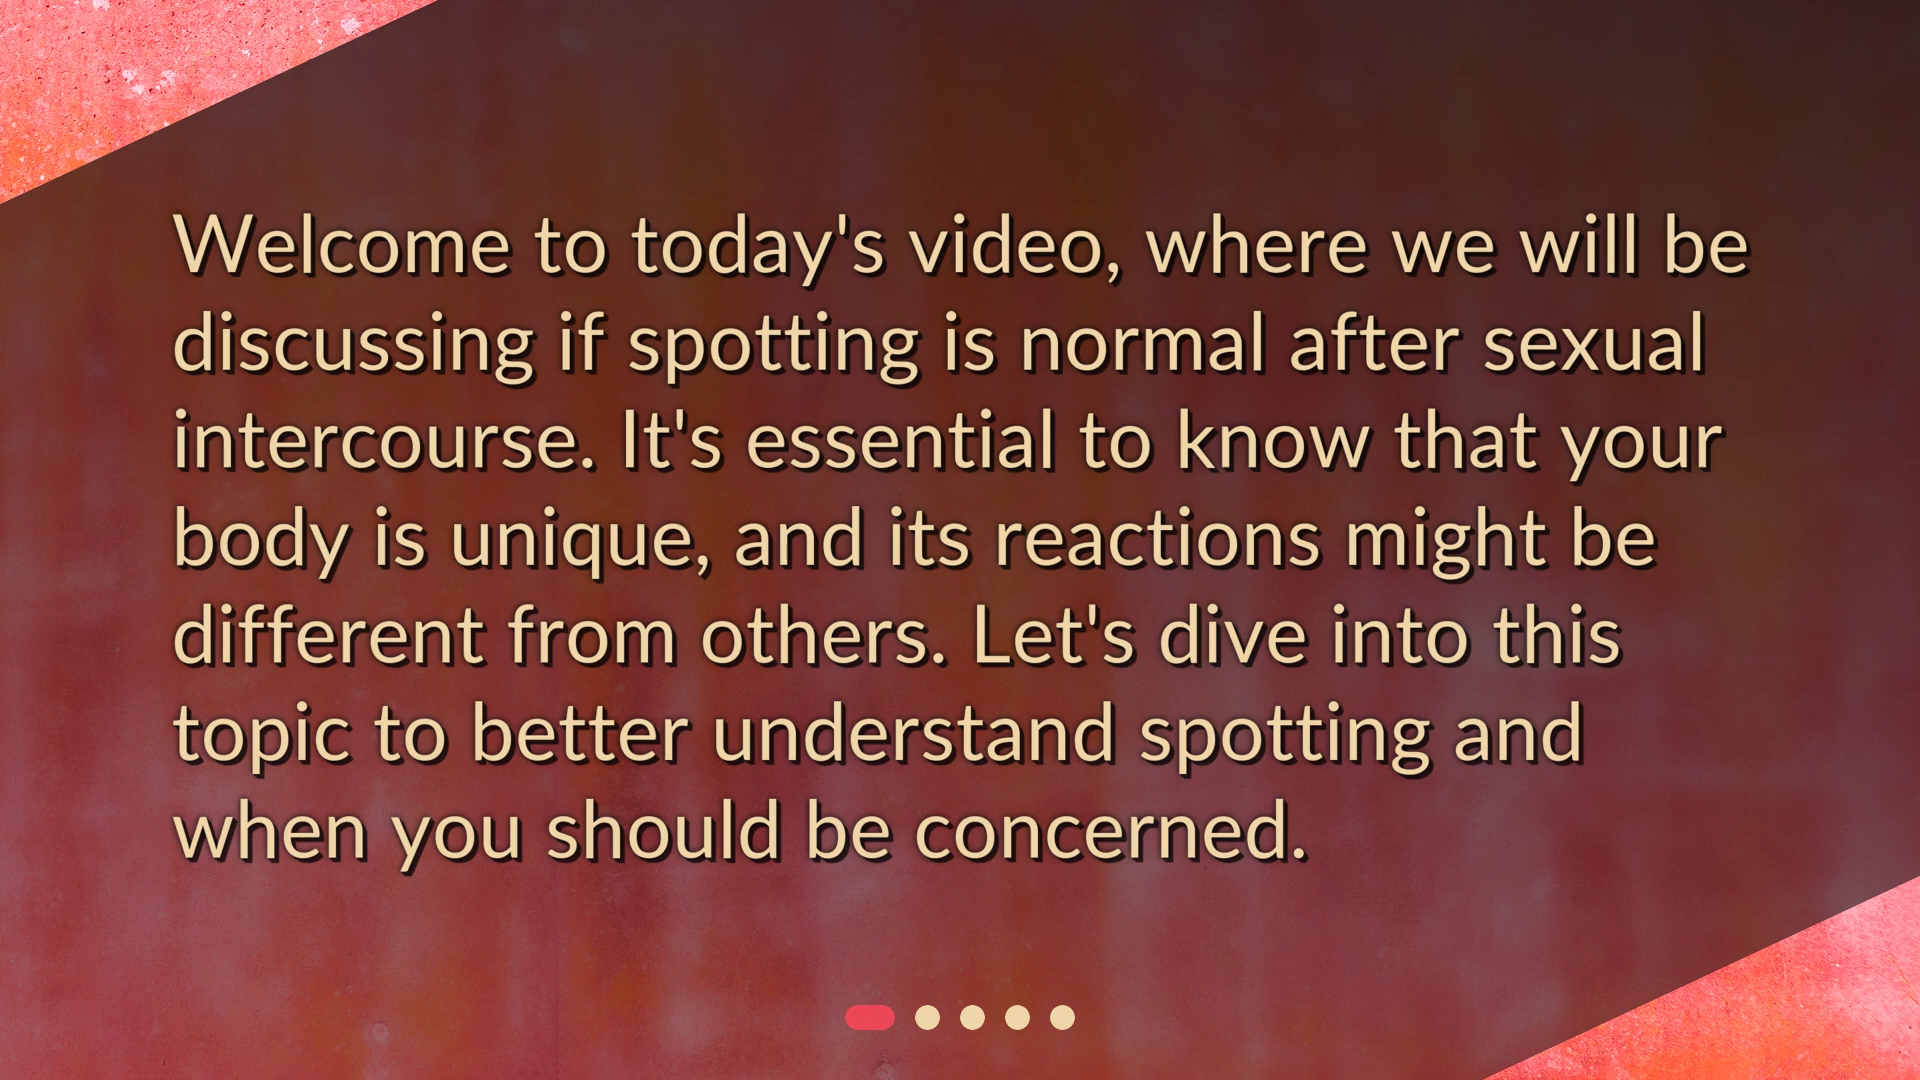 Welcome to today's video, where we will be
discussing if spotting is normal after sexual
intercourse. It's essential to know that your
body is unique, and its reactions might be
different from others. Let's dive into this
topic to better understand spotting and
when you should be concerned.